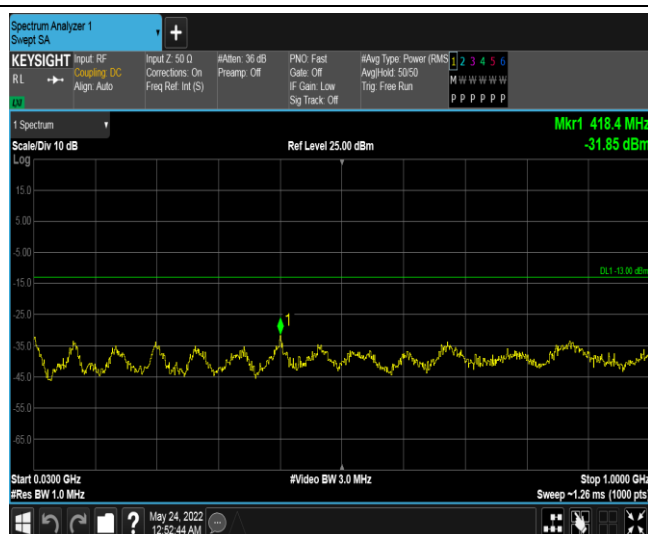 Spectrum Analyzer 1
Swept SA
KEYSIGHT
RL
LNI
Input: RF
Coupling: DC
Align: Auto
Input Z: 50 Ω
Corrections: On
Freq Ref: Int (S)
#Atten: 36 dB
Preamp: Off
PNO: Fast
Gate: Off
IF Gain: Low
Sig Track: Off
#Avg Type: Power (RMS
Avg|Hold: 50/50
Trig: Free Run
1 2 3 4 5 6
M W W W W W
P P P P P P
1 Spectrum
Mkr1 418.4 MHz
Scale/Div 10 dB
Ref Level 25.00 dBm
-31.85 dBm
Log
15.0
5.00
-5.00
DL1 -13.00 dBm
-15.0
-25.0
1
-35.0
-45.0
-55.0
-65.0
Start 0.0300 GHz
#Video BW 3.0 MHz
Stop 1.0000 GHz
#Res BW 1.0 MHz
Sweep ~1.26 ms (1000 pts)
?
May 24, 2022
12:52:44 AM